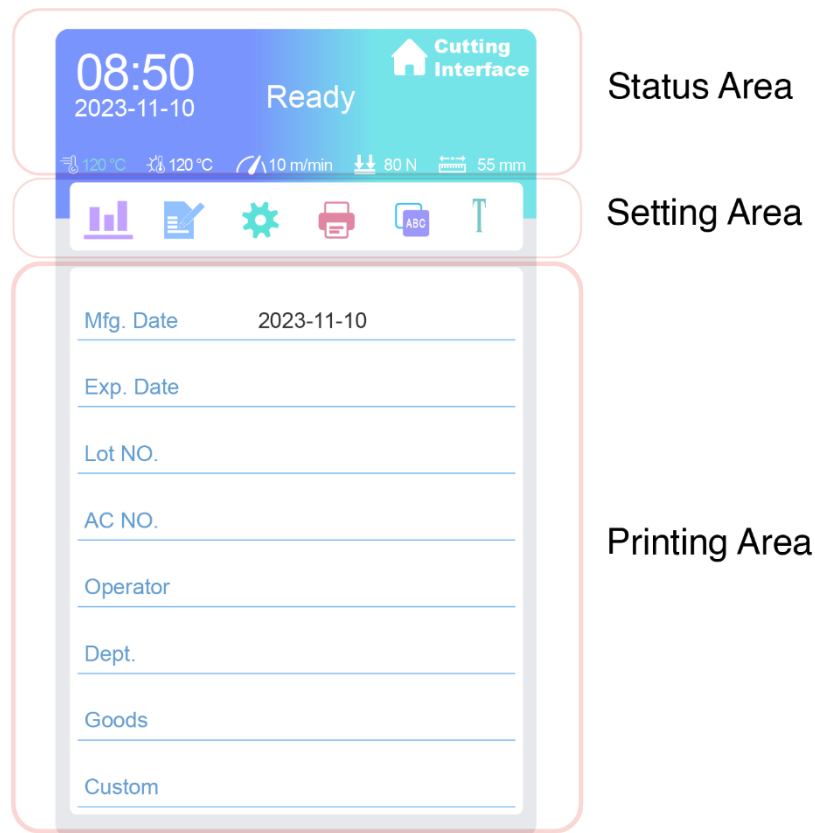 08:50
2023-11-10
Ready
Cutting
Interface
Status Area
120 °C 120 °C 10 m/min 80 N 55 mm
ABC T
Setting Area
Mfg. Date 2023-11-10
Exp. Date
Lot NO.
AC NO.
Printing Area
Operator
Dept.
Goods
Custom